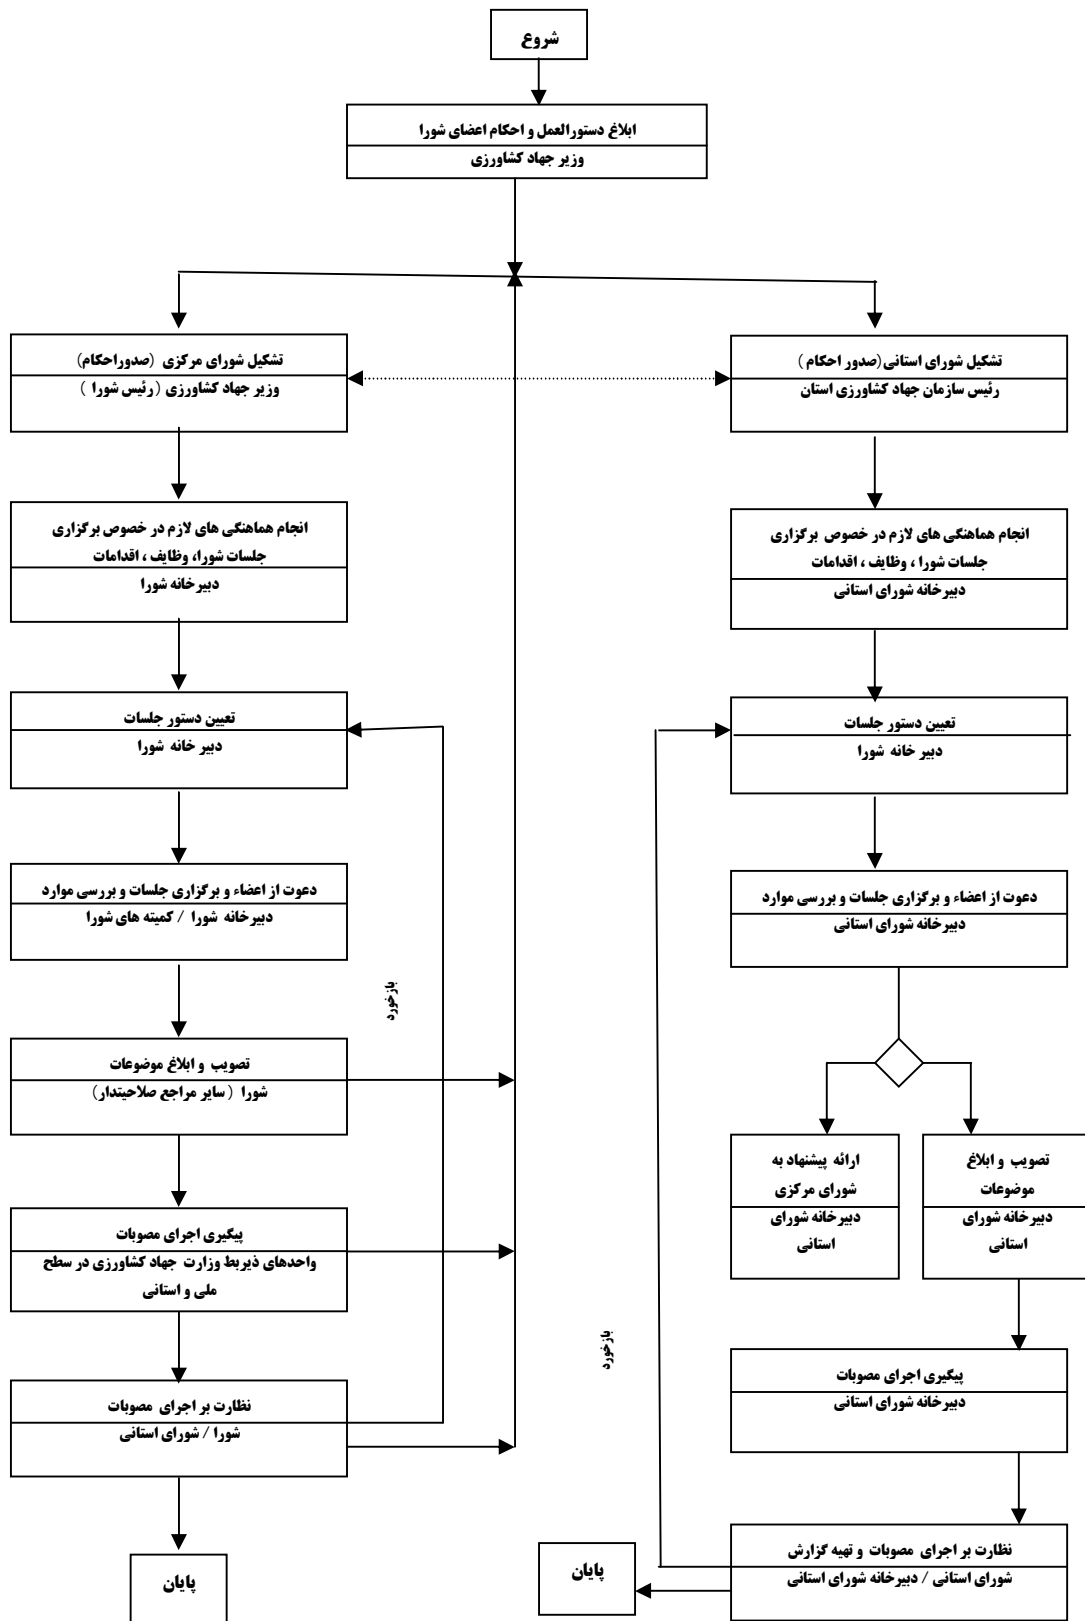 شروع
ابلاغ دستورالعمل و احکام اعضای شورا
وزیر جهاد کشاورزی
تشکیل شورای استانی(صدور احکام )
رئیس سازمان جهاد کشاورزی استان
انجام هماهنگی های لازم در خصوص برگزاری
جلسات شورا ، وظایف ، اقدامات
دبیرخانه شورای استانی
تعیین دستور جلسات
دبیر خانه شورا
دعوت از اعضاء و برگزاری جلسات و بررسی موارد
دبیرخانه شورای استانی
تصویب و ابلاغ
موضوعات
دبیرخانه شورای
استانی
ارائه پیشنهاد به
شورای مرکزی
دبیرخانه شورای
استانی
پیگیری اجرای مصوبات
دبیرخانه شورای استانی
نظارت بر اجرای مصوبات و تهیه گزارش
شورای استانی / دبیرخانه شورای استانی
بازخورد
پایان
تشکیل شورای مرکزی (صدوراحکام)
وزیر جهاد کشاورزی (رئیس شورا )
انجام هماهنگی های لازم در خصوص برگزاری
جلسات شورا، وظایف ، اقدامات
دبیرخانه شورا
تعیین دستور جلسات
دبیر خانه شورا
دعوت از اعضاء و برگزاری جلسات و بررسی موارد
دبیرخانه شورا / کمیته های شورا
تصویب و ابلاغ موضوعات
شورا (سایر مراجع صلاحیتدار)
پیگیری اجرای مصوبات
واحدهای ذیربط وزارت جهاد کشاورزی در سطح
ملی و استانی
نظارت بر اجرای مصوبات
شورا / شورای استانی
بازخورد
پایان